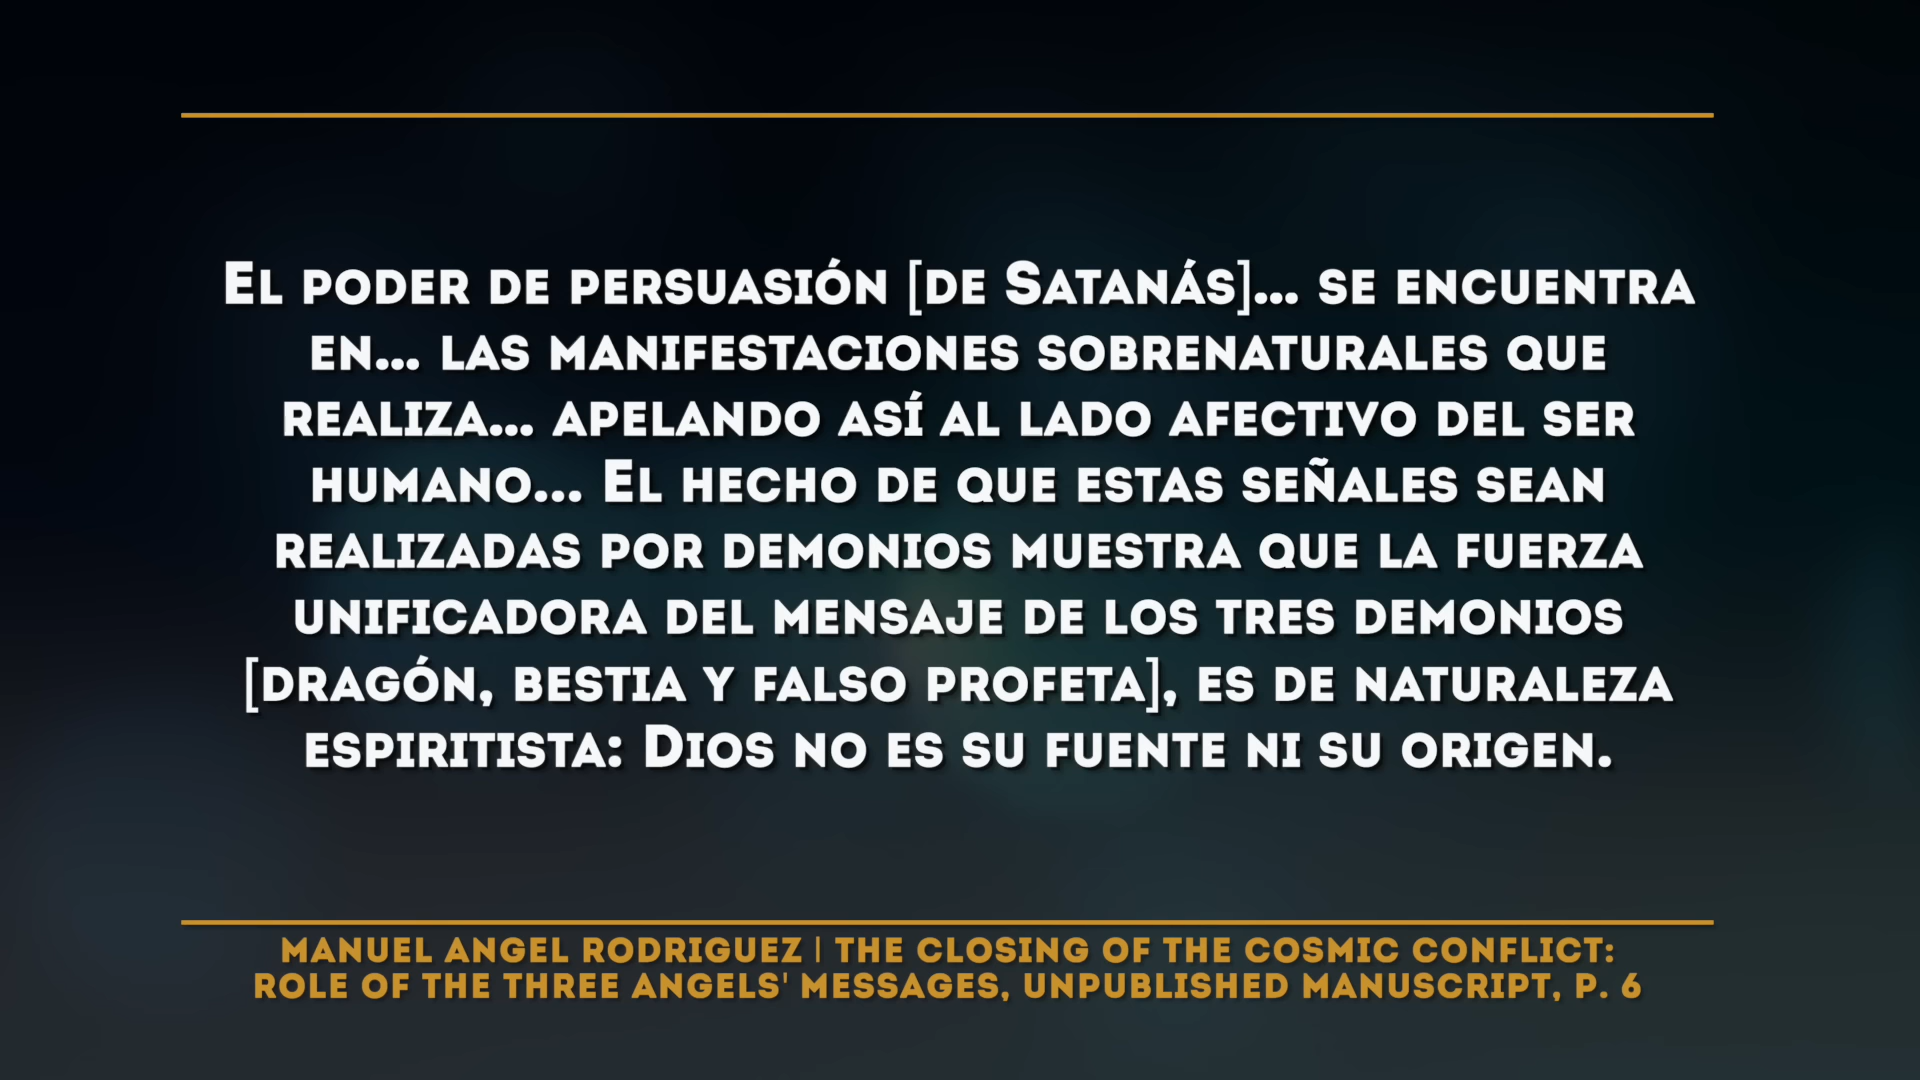 El poder de persuasión [de Satanás]... se encuentra
en... las manifestaciones sobrenaturales que
realiza... apelando así al lado afectivo del ser
humano... El hecho de que estas señales sean
realizadas por demonios muestra que la fuerza
unificadora del mensaje de los tres demonios
[dragón, bestia y falso profeta], es de naturaleza
espiritista: Dios no es su fuente ni su origen.
MANUEL ANGEL RODRIGUEZ | THE CLOSING OF THE COSMIC CONFLICT:
ROLE OF THE THREE ANGELS' MESSAGES, UNPUBLISHED MANUSCRIPT, P. 6